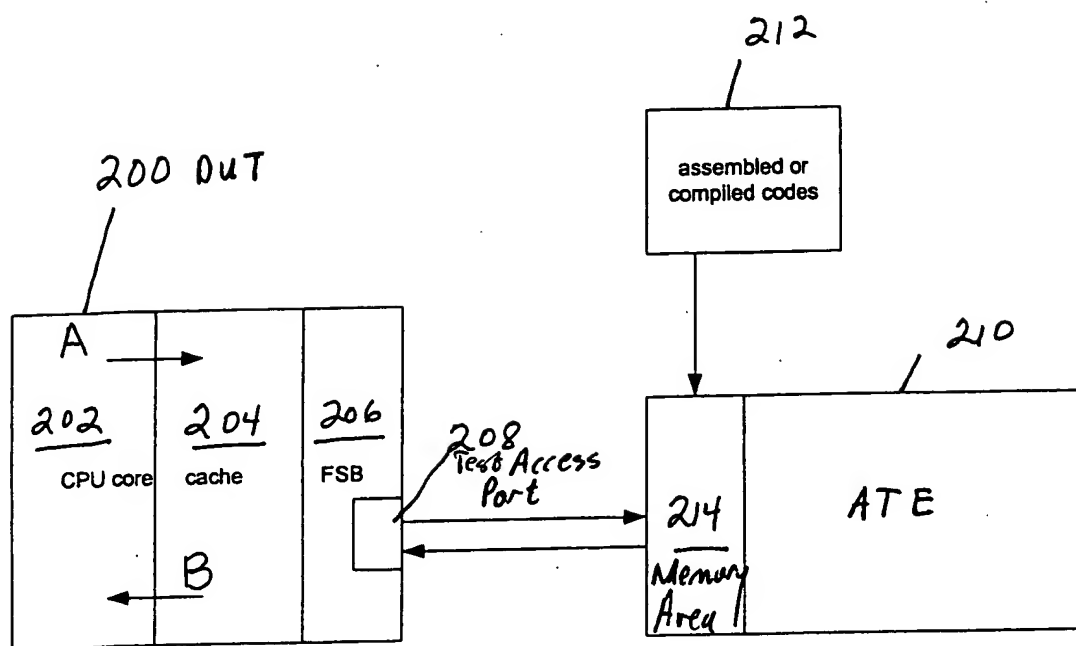 212
assembled or
compiled codes
200 DUT
210
A
202
CPU core
204
cache
206
FSB
208
Test Access
Port
214
Memory
Area
ATE
B